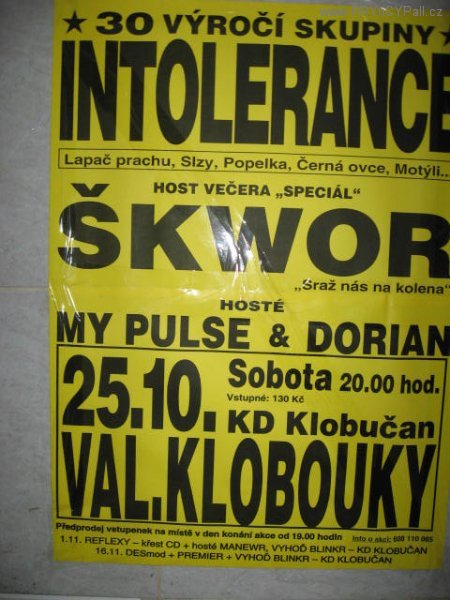 ★ 30 VÝROČÍ SKUPINY ★
INTOLERANCE
Lapač prachu, Slzy, Popelka, Černá ovce, Motýli...
HOST VEČERA „SPECIÁL"
ŠKWOR
„Sraž nás na kolena"
HOSTÉ
MY PULSE & DORIAN
25.10.
Sobota 20.00 hod.
Vstupné: 130 Kč
KD Klobučan
VAL.KLOBOUKY
Předprodej vstupenek na místě v den konání akce od 19.00 hodin
Info o akci:
1.11. REFLEXY – křest CD + hosté MANEWR, VYHOĎ BLINKR – KD KLOBUČAN
16.11. DESmod + PREMIER + VYHOĎ BLINKR – KD KLOBUČAN